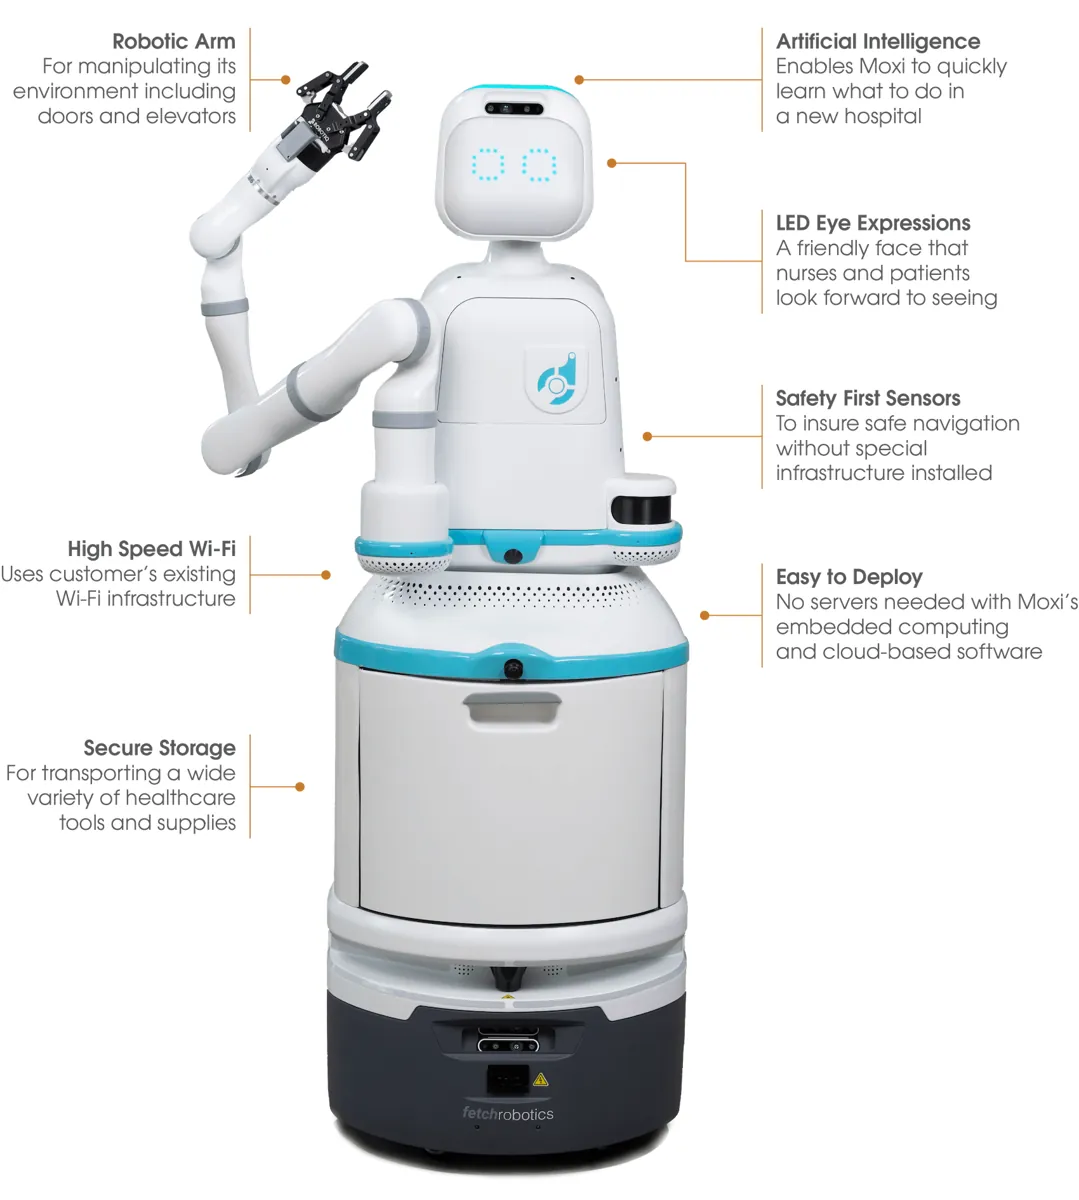 Robotic Arm
For manipulating its
environment including
doors and elevators
Artificial Intelligence
Enables Moxi to quickly
learn what to do in
a new hospital
LED Eye Expressions
A friendly face that
nurses and patients
look forward to seeing
Safety First Sensors
To insure safe navigation
without special
infrastructure installed
High Speed Wi-Fi
Uses customer's existing
Wi-Fi infrastructure
Easy to Deploy
No servers needed with Moxi's
embedded computing
and cloud-based software
Secure Storage
For transporting a wide
variety of healthcare
tools and supplies
ROBOTIQ
fetchrobotics